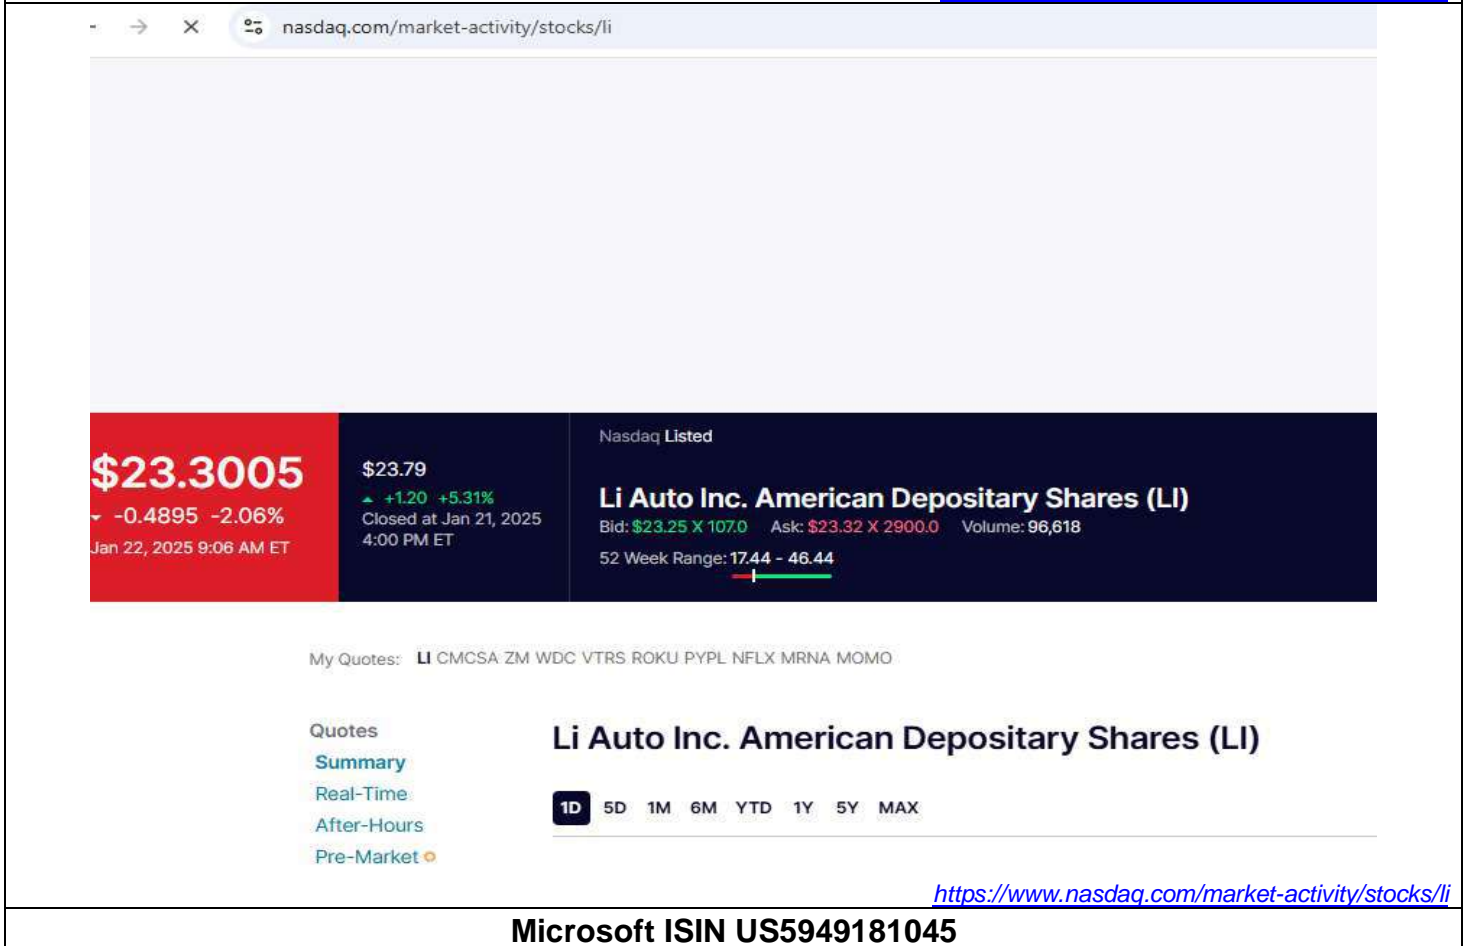 nasdaq.com/market-activity/stocks/li
Nasdaq Listed
$23.3005
-0.4895 -2.06%
Jan 22, 2025 9:06 AM ET
$23.79
+1.20 +5.31%
Closed at Jan 21, 2025
4:00 PM ET
Li Auto Inc. American Depositary Shares (LI)
Bid: $23.25 X 107.0 Ask: $23.32 X 2900.0 Volume: 96,618
52 Week Range: 17.44 - 46.44
My Quotes: LI CMCSA ZM WDC VTRS ROKU PYPL NFLX MRNA MOMO
Quotes
Summary
Real-Time
After-Hours
Pre-Market
Li Auto Inc. American Depositary Shares (LI)
1D 5D 1M 6M YTD 1Y 5Y MAX
https://www.nasdaq.com/market-activity/stocks/li
Microsoft ISIN US5949181045